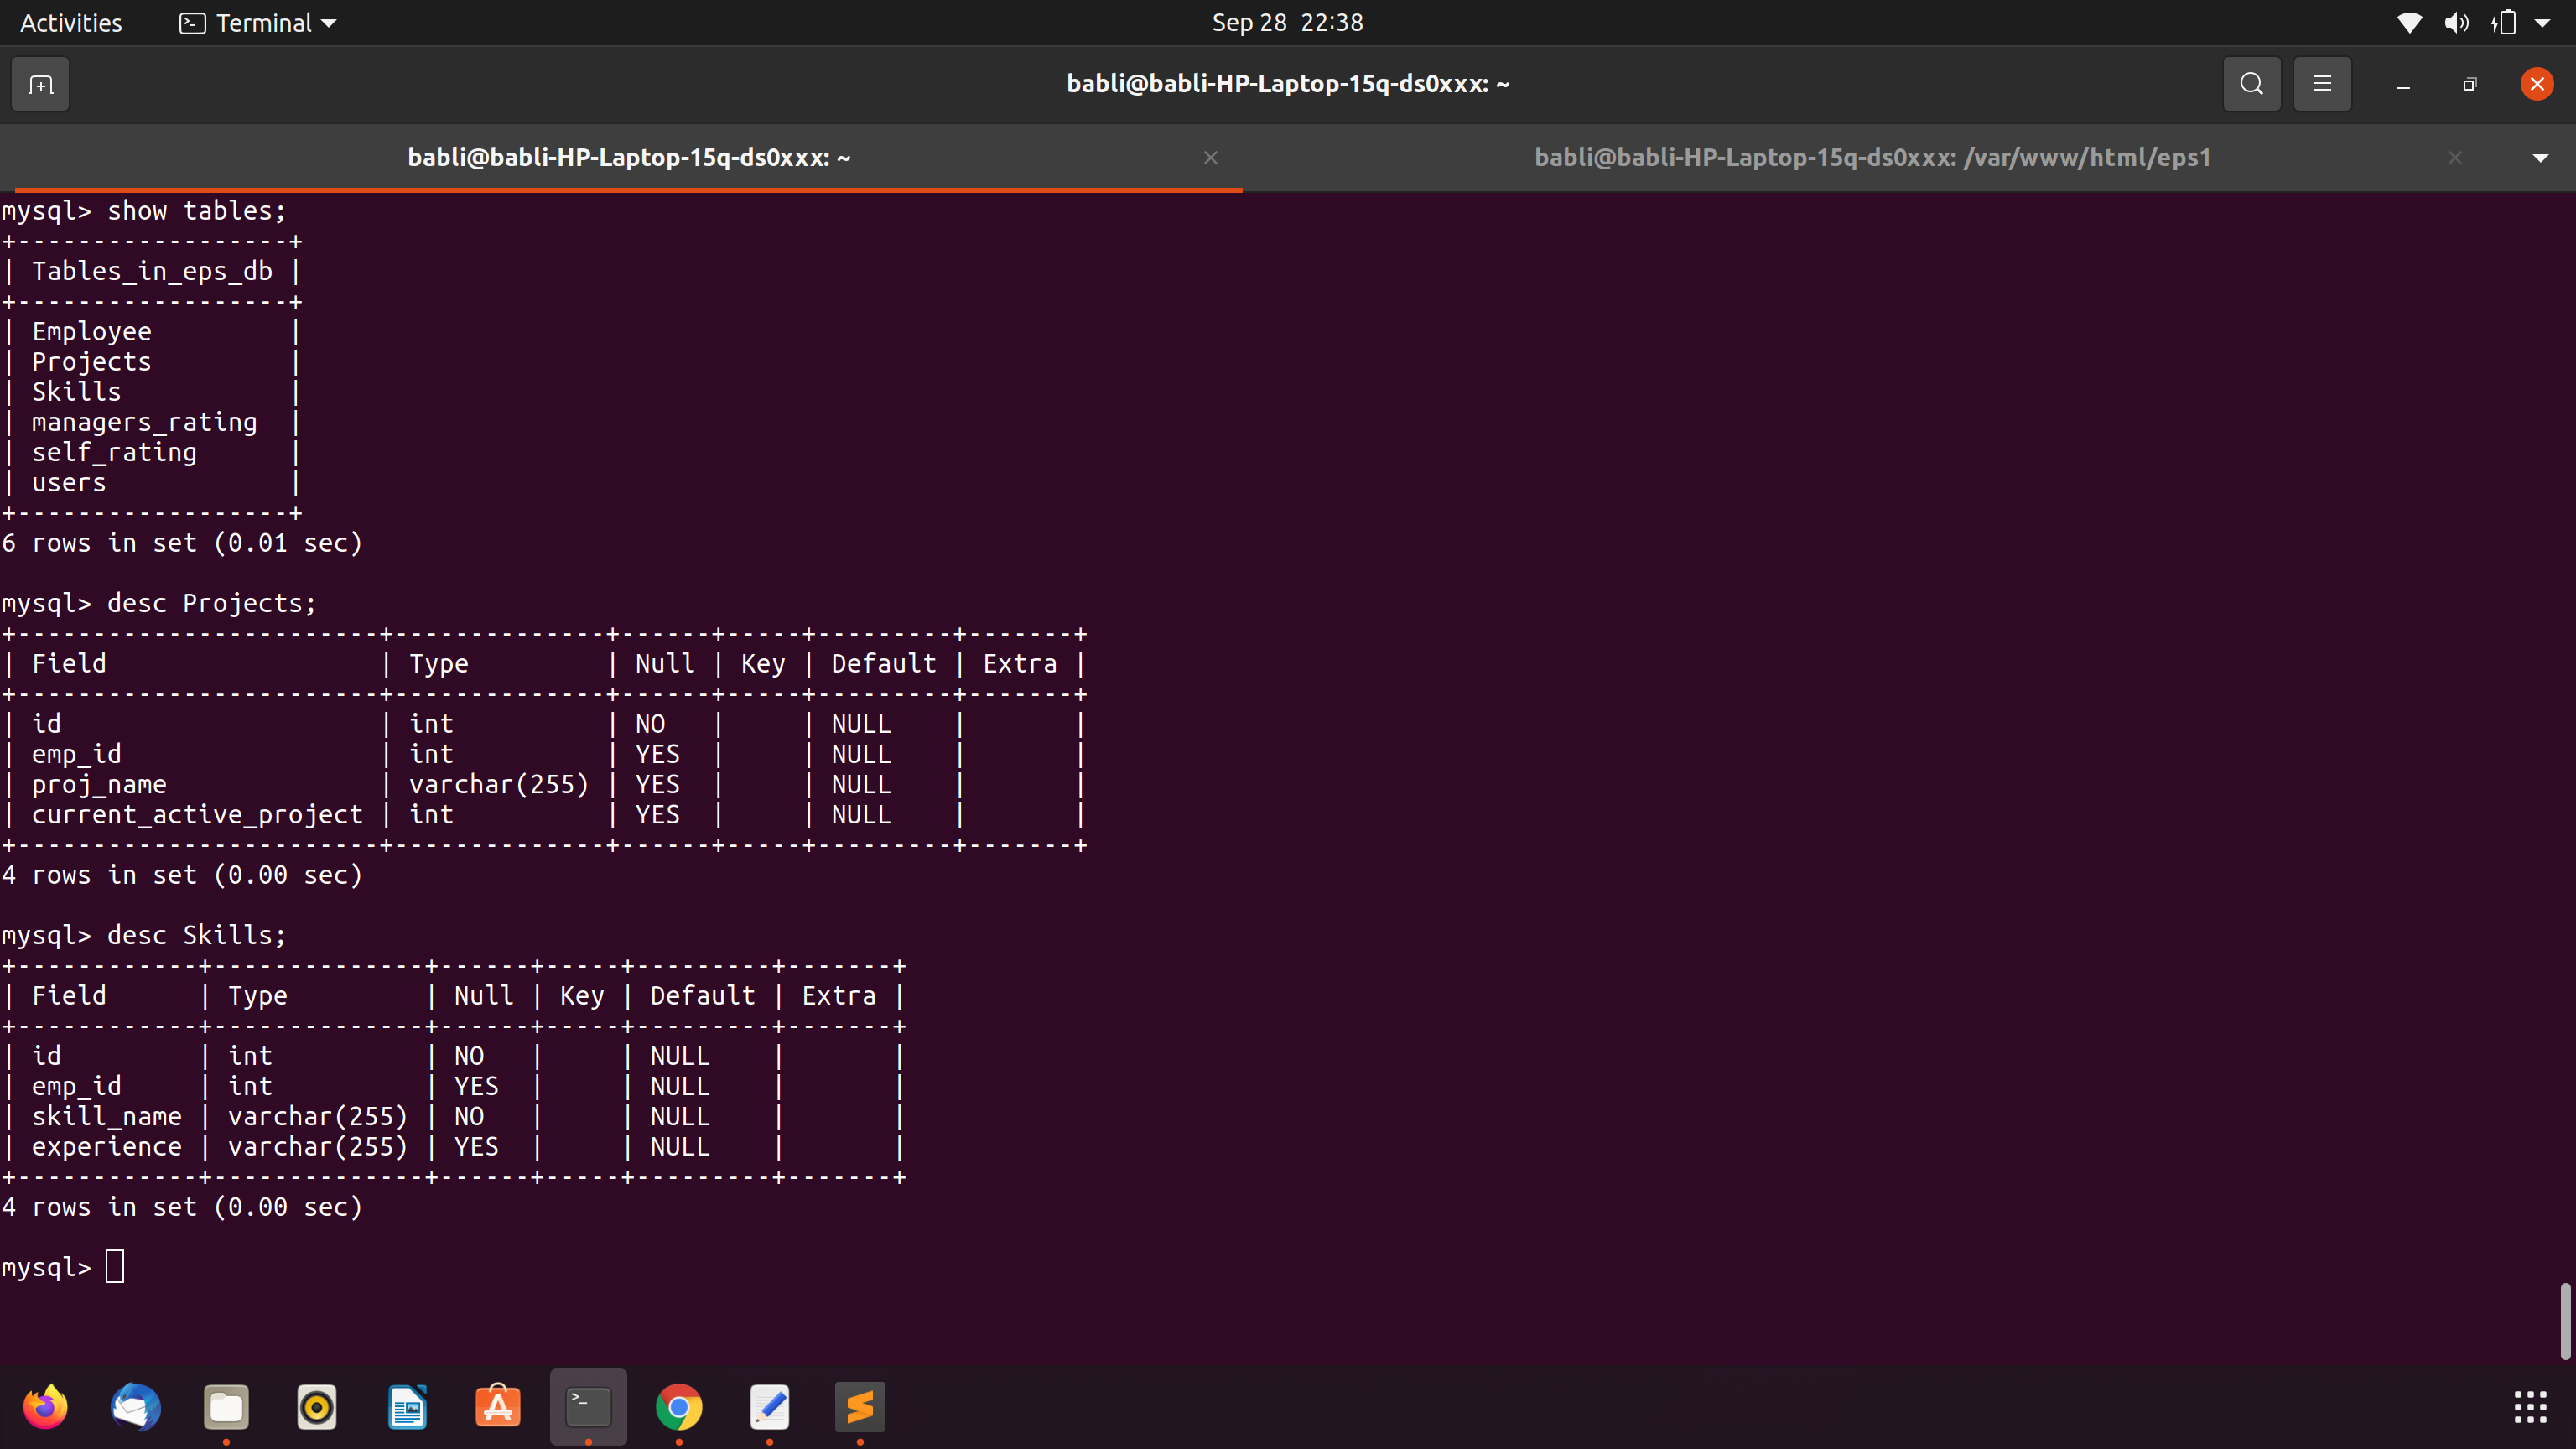 Activities Terminal Sep 28 22:38
babli@babli-HP-Laptop-15q-ds0xxx: ~
babli@babli-HP-Laptop-15q-ds0xxx: ~ babli@babli-HP-Laptop-15q-ds0xxx: /var/www/html/eps1
mysql> show tables;
+------------------+
| Tables_in_eps_db |
+------------------+
| Employee         |
| Projects         |
| Skills           |
| managers_rating  |
| self_rating      |
| users            |
+------------------+
6 rows in set (0.01 sec)
mysql> desc Projects;
+------------------------+--------------+------+-----+---------+-------+
| Field                  | Type         | Null | Key | Default | Extra |
+------------------------+--------------+------+-----+---------+-------+
| id                     | int          | NO   |     | NULL    |       |
| emp_id                 | int          | YES  |     | NULL    |       |
| proj_name              | varchar(255) | YES  |     | NULL    |       |
| current_active_project | int          | YES  |     | NULL    |       |
+------------------------+--------------+------+-----+---------+-------+
4 rows in set (0.00 sec)
mysql> desc Skills;
+------------+--------------+------+-----+---------+-------+
| Field      | Type         | Null | Key | Default | Extra |
+------------+--------------+------+-----+---------+-------+
| id         | int          | NO   |     | NULL    |       |
| emp_id     | int          | YES  |     | NULL    |       |
| skill_name | varchar(255) | NO   |     | NULL    |       |
| experience | varchar(255) | YES  |     | NULL    |       |
+------------+--------------+------+-----+---------+-------+
4 rows in set (0.00 sec)
mysql>